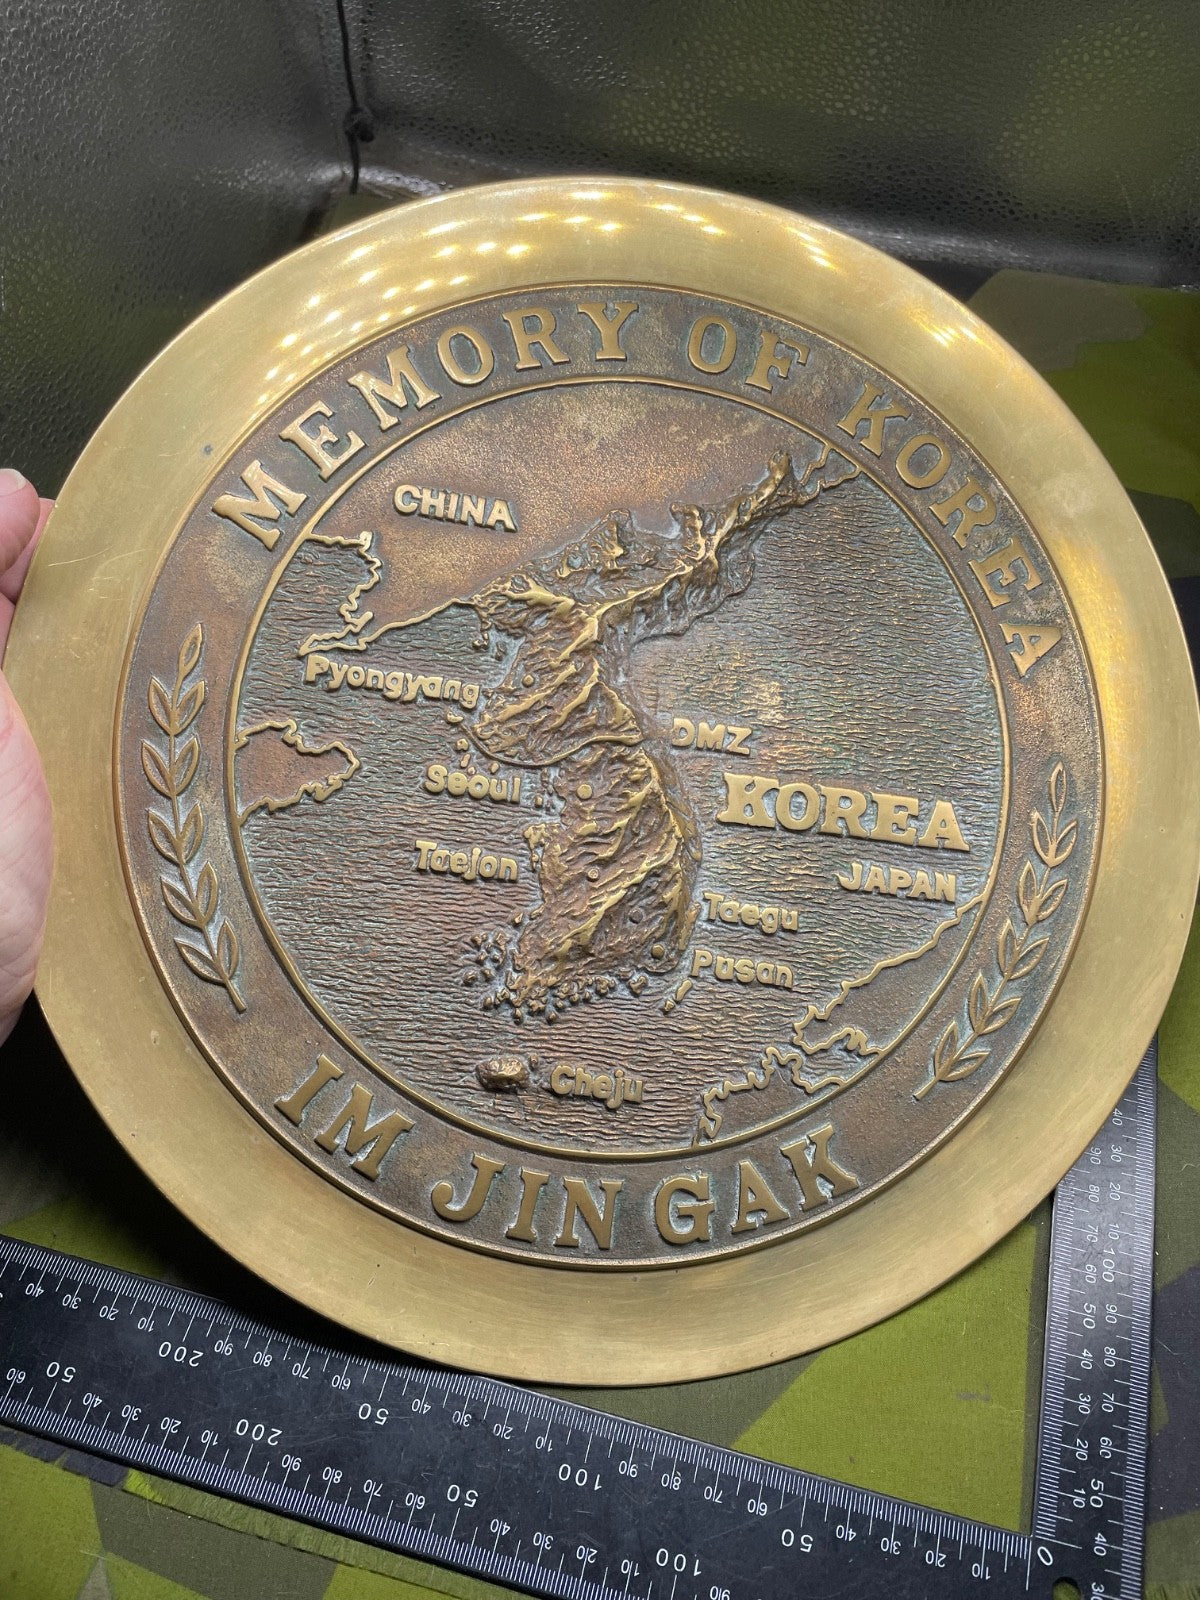 MEMORY OF KOREA
CHINA
Pyongyang
DMZ
Seoul
KOREA
Taejon
JAPAN
Taegu
Pusan
Cheju
IM JIN GAK